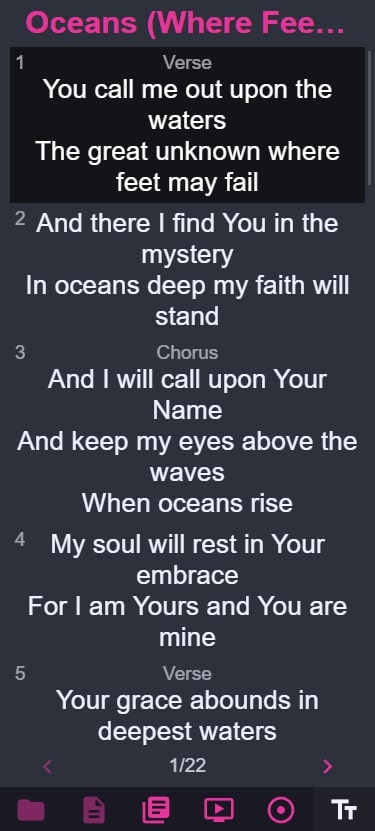 Oceans (Where Fee...
1 Verse
You call me out upon the
waters
The great unknown where
feet may fail
2 And there I find You in the
mystery
In oceans deep my faith will
stand
3 Chorus
And I will call upon Your
Name
And keep my eyes above the
waves
When oceans rise
4 My soul will rest in Your
embrace
For I am Yours and You are
mine
5 Verse
Your grace abounds in
deepest waters
1/22
TT